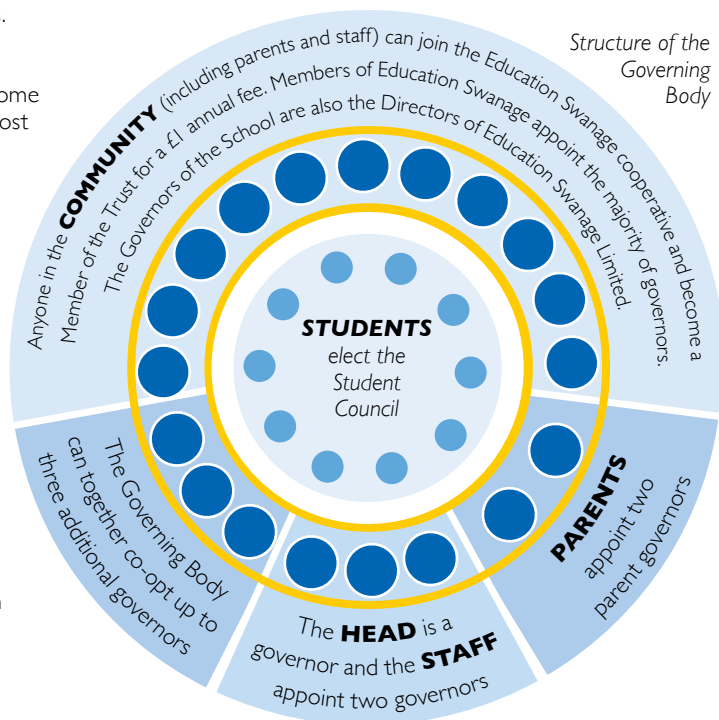 s.
ome
ost
n
Structure of the
Governing
Body
Anyone in the COMMUNITY (including parents and staff) can join the Education Swanage cooperative and become a
Member of the Trust for a £1 annual fee. Members of Education Swanage appoint the majority of governors.
The Governors of the School are also the Directors of Education Swanage Limited.
STUDENTS
elect the
Student
Council
PARENTS
appoint two
parent governors
The HEAD is a
governor and the STAFF
appoint two governors
The Governing Body
can together co-opt up to
three additional governors